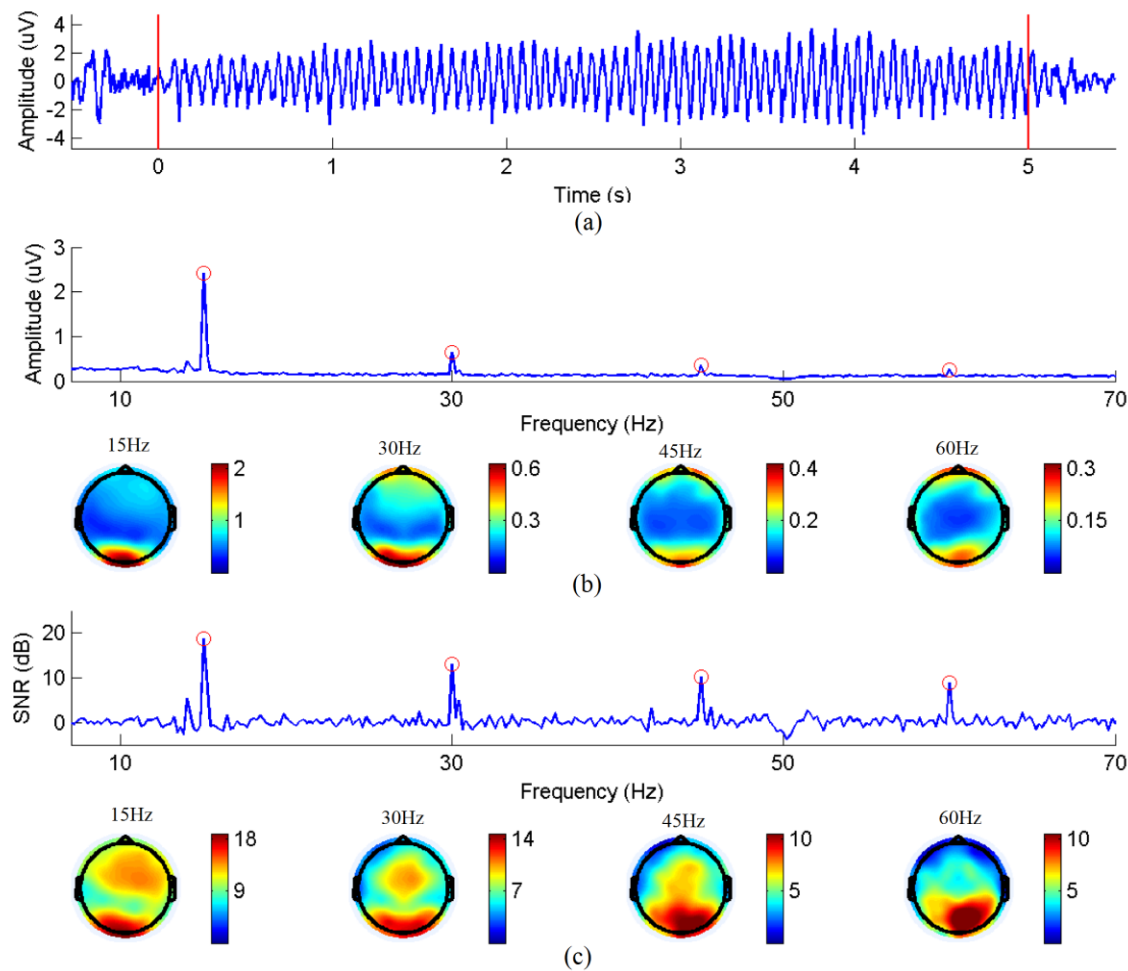 Amplitude (uV)
4
2
0
-2
-4
0 1 2 3 4 5
Time (s)
(a)
Amplitude (uV)
3
2
1
0
10 30 50 70
Frequency (Hz)
15Hz 30Hz 45Hz 60Hz
2 0.6 0.4 0.3
1 0.3 0.2 0.15
(b)
SNR (dB)
20
10
0
10 30 50 70
Frequency (Hz)
15Hz 30Hz 45Hz 60Hz
18 14 10 10
9 7 5 5
(c)